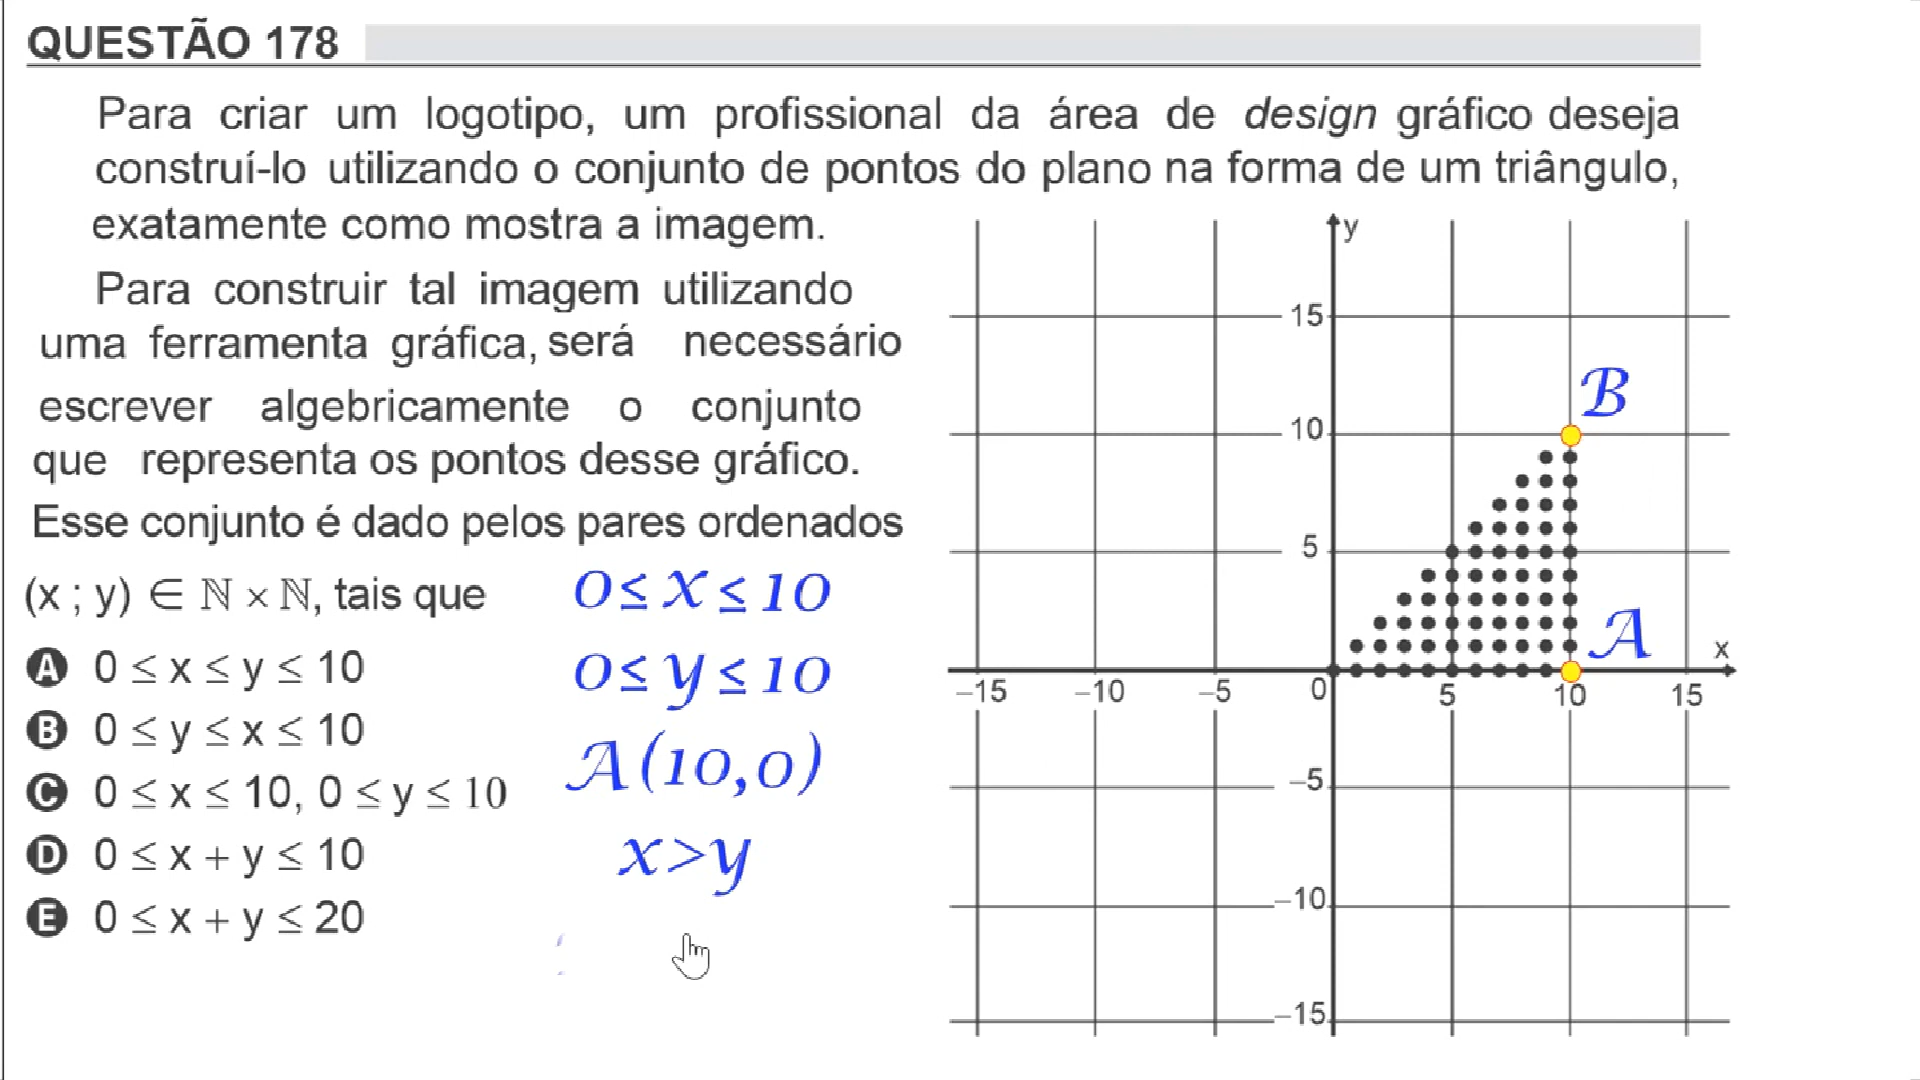 QUESTÃO 178
Para criar um logotipo, um profissional da área de design gráfico deseja
construí-lo utilizando o conjunto de pontos do plano na forma de um triângulo,
exatamente como mostra a imagem.
Para construir tal imagem utilizando
uma ferramenta gráfica, será necessário
escrever algebricamente o conjunto
que representa os pontos desse gráfico.
Esse conjunto é dado pelos pares ordenados
(x ; y) ∈ ℕ × ℕ, tais que
A 0 ≤ x ≤ y ≤ 10
B 0 ≤ y ≤ x ≤ 10
C 0 ≤ x ≤ 10, 0 ≤ y ≤ 10
D 0 ≤ x + y ≤ 10
E 0 ≤ x + y ≤ 20
0 ≤ x ≤ 10
0 ≤ y ≤ 10
A(10,0)
x>y
y
15
B
10
5
A
x
–15 –10 –5 0 5 10 15
–5
–10
–15